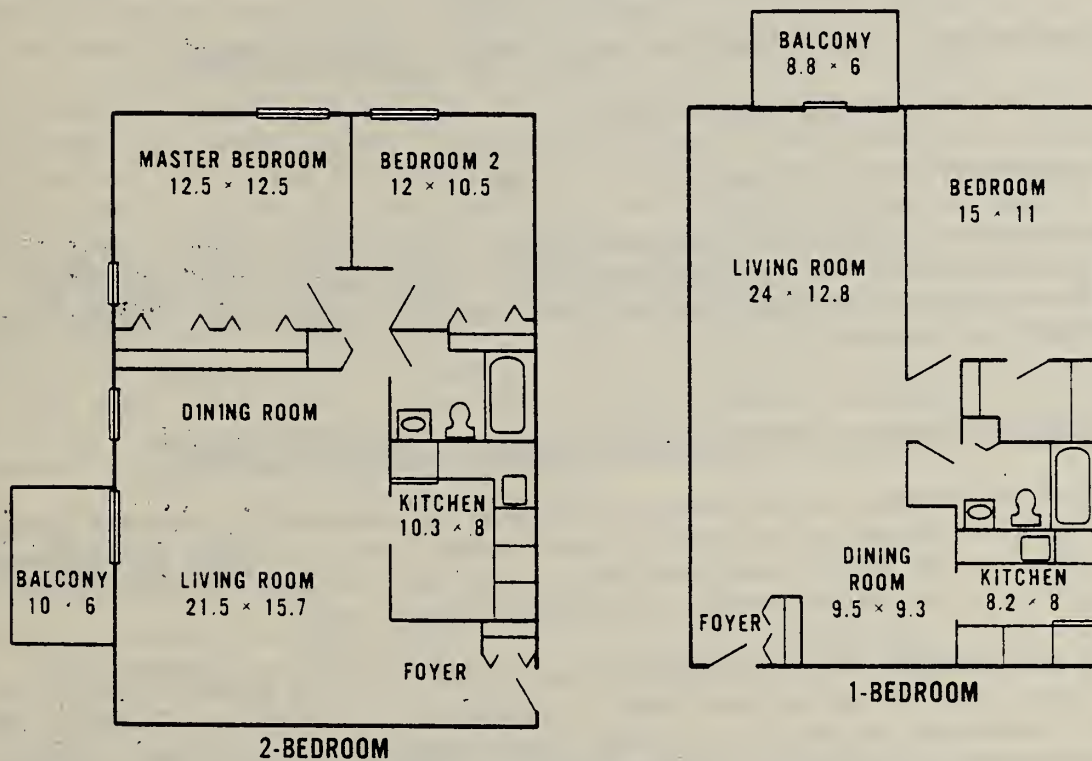 MASTER BEDROOM
12.5 × 12.5
BEDROOM 2
12 × 10.5
DINING ROOM
KITCHEN
10.3 × 8
BALCONY
10 × 6
LIVING ROOM
21.5 × 15.7
FOYER
2-BEDROOM
BALCONY
8.8 × 6
BEDROOM
15 × 11
LIVING ROOM
24 × 12.8
DINING
ROOM
9.5 × 9.3
KITCHEN
8.2 × 8
FOYER
1-BEDROOM